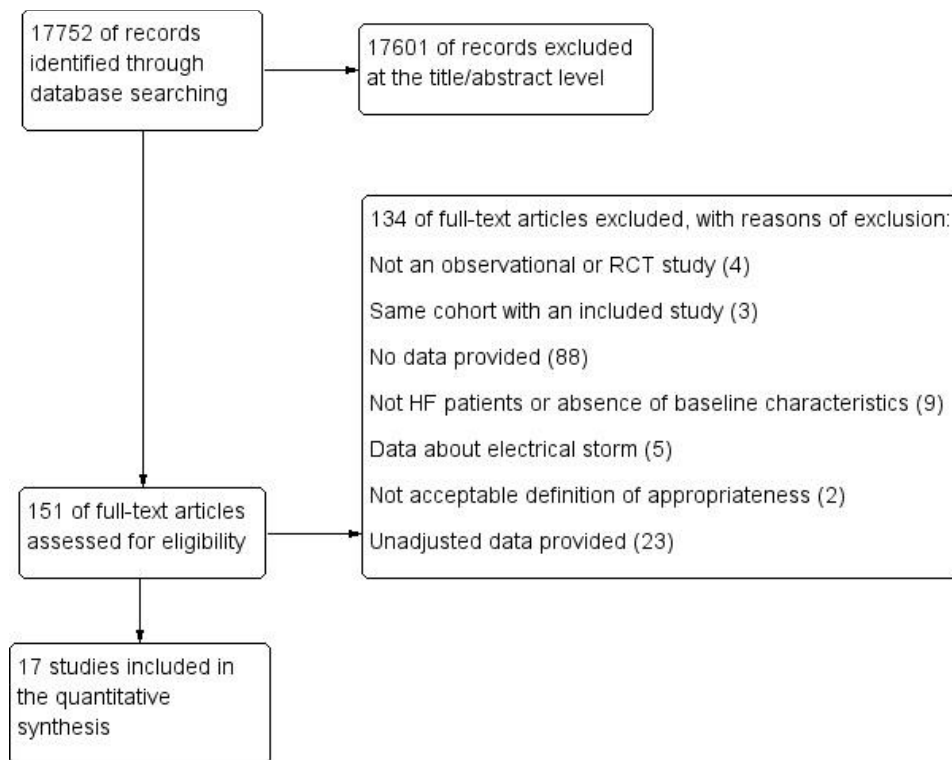 17752 of records
identified through
database searching
17601 of records excluded
at the title/abstract level
134 of full-text articles excluded, with reasons of exclusion:
Not an observational or RCT study (4)
Same cohort with an included study (3)
No data provided (88)
Not HF patients or absence of baseline characteristics (9)
Data about electrical storm (5)
Not acceptable definition of appropriateness (2)
Unadjusted data provided (23)
151 of full-text articles
assessed for eligibility
17 studies included in
the quantitative
synthesis